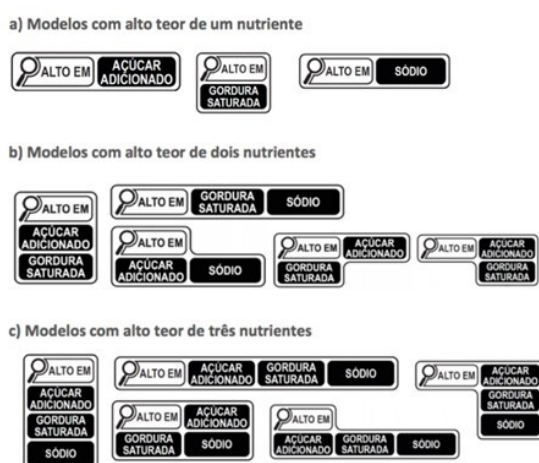 a) Modelos com alto teor de um nutriente
ALTO EM AÇÚCAR ADICIONADO
ALTO EM
GORDURA
SATURADA
ALTO EM SÓDIO
b) Modelos com alto teor de dois nutrientes
ALTO EM
AÇÚCAR
ADICIONADO
GORDURA
SATURADA
ALTO EM GORDURA SATURADA SÓDIO
ALTO EM
AÇÚCAR ADICIONADO SÓDIO
ALTO EM AÇÚCAR ADICIONADO
GORDURA
SATURADA
ALTO EM AÇÚCAR ADICIONADO
GORDURA
SATURADA
c) Modelos com alto teor de três nutrientes
ALTO EM
AÇÚCAR
ADICIONADO
GORDURA
SATURADA
SÓDIO
ALTO EM AÇÚCAR ADICIONADO GORDURA SATURADA SÓDIO
ALTO EM AÇÚCAR ADICIONADO
GORDURA SATURADA SÓDIO
ALTO EM
AÇÚCAR ADICIONADO GORDURA SATURADA SÓDIO
ALTO EM AÇÚCAR ADICIONADO
GORDURA
SATURADA
SÓDIO